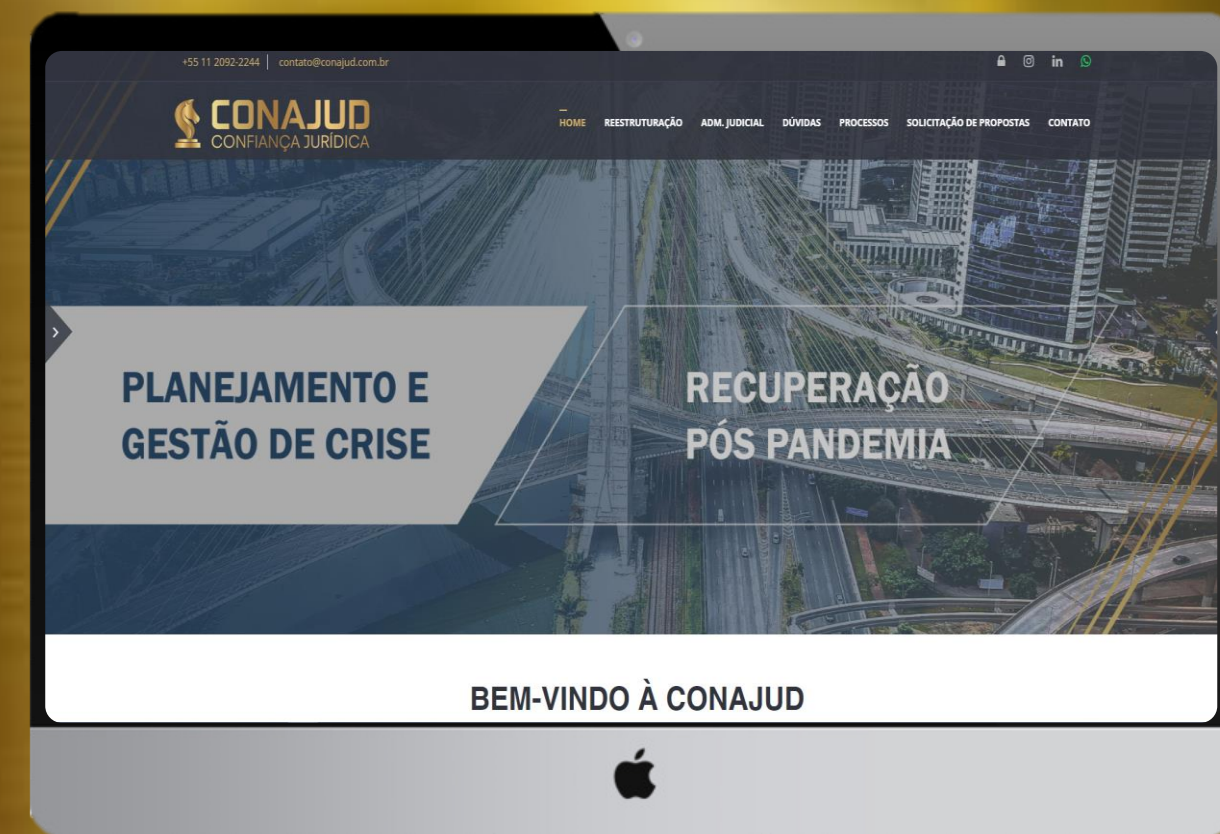 +55 11 2092-2244 contato@conajud.com.br
in
CONAJUD
CONFIANÇA JURÍDICA
HOME REESTRUTURAÇÃO ADM. JUDICIAL DÚVIDAS PROCESSOS SOLICITAÇÃO DE PROPOSTAS CONTATO
PLANEJAMENTO E
GESTÃO DE CRISE
RECUPERAÇÃO
PÓS PANDEMIA
BEM-VINDO À CONAJUD